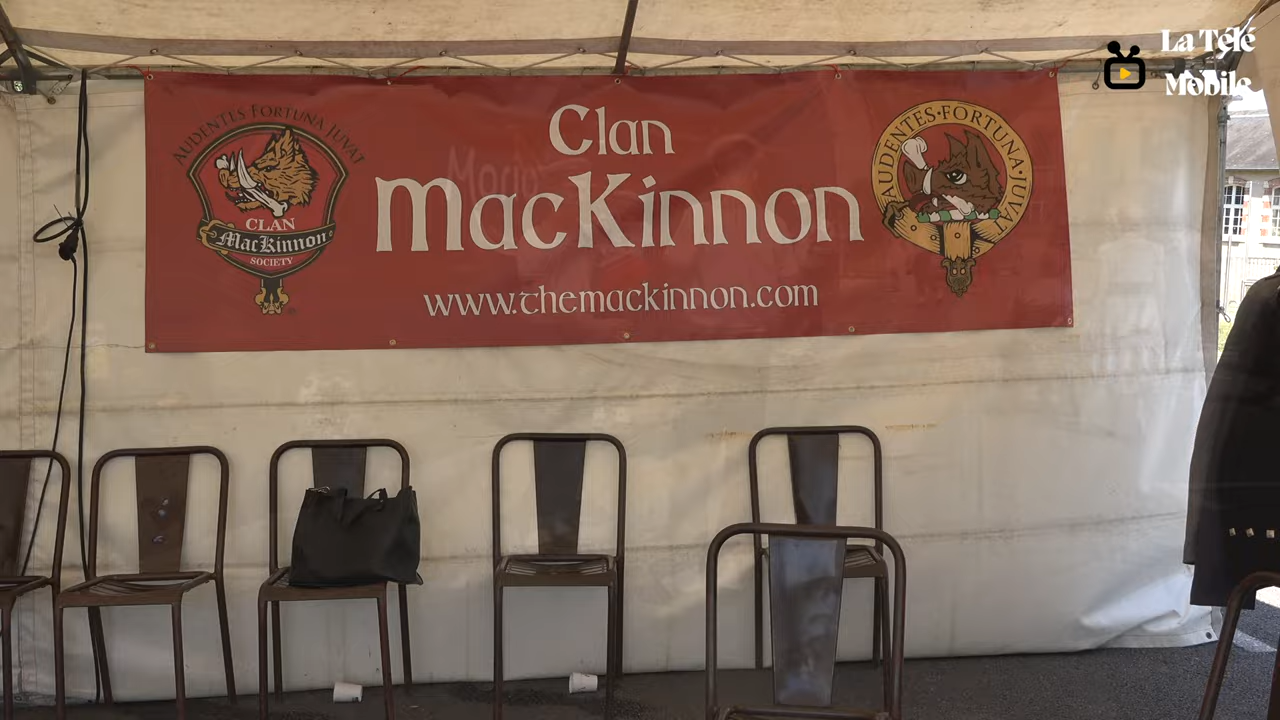 La Télé
Mobile
AUDENTES FORTUNA JUVAT
CLAN
MacKinnon
SOCIETY
Clan
MacKinnon
www.themackinnon.com
AUDENTES·FORTUNA·JUVAT